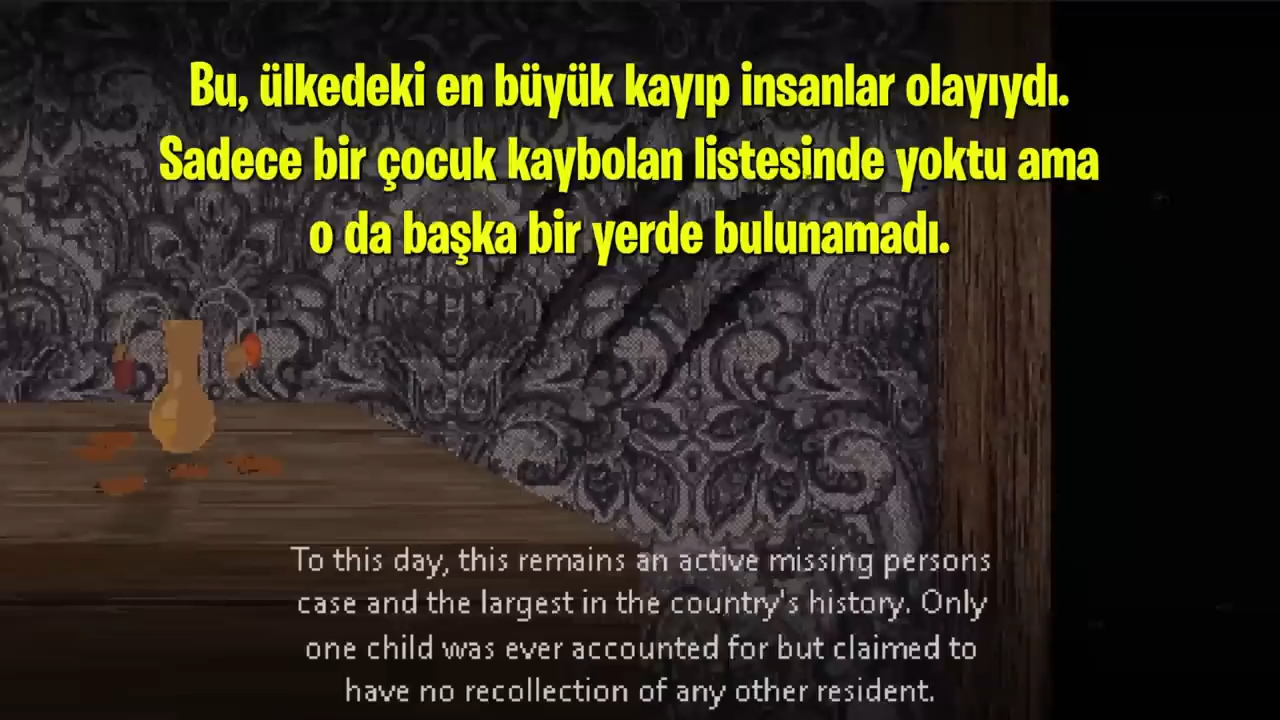 Bu, ülkedeki en büyük kayıp insanlar olayıydı.
Sadece bir çocuk kaybolan listesinde yoktu ama
o da başka bir yerde bulunamadı.
To this day, this remains an active missing persons
case and the largest in the country's history. Only
one child was ever accounted for but claimed to
have no recollection of any other resident.